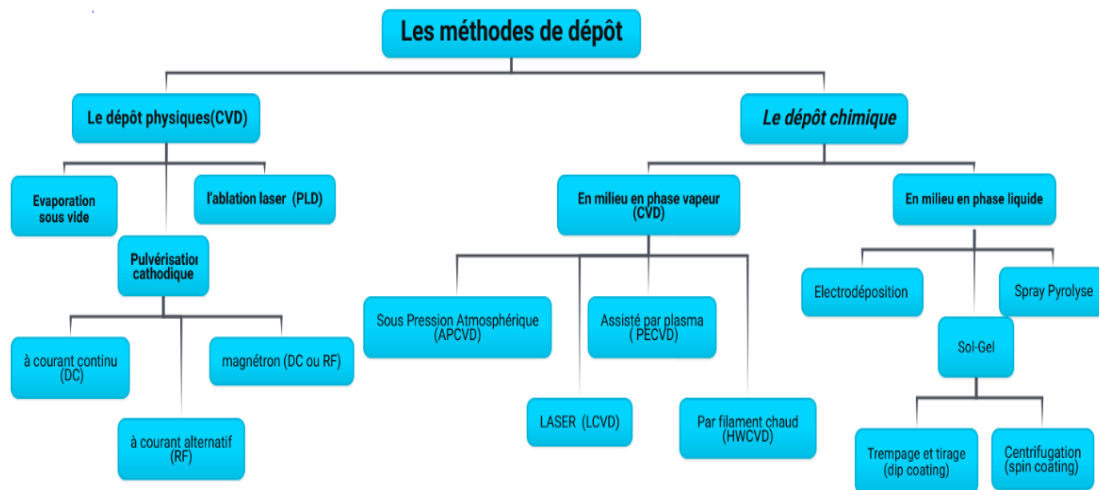 Les méthodes de dépôt
Le dépôt physiques(CVD)
Le dépôt chimique
Evaporation
sous vide
l'ablation laser (PLD)
En milieu en phase vapeur
(CVD)
En milieu en phase liquide
Pulvérisation
cathodique
Electrodéposition
Spray Pyrolyse
Sous Pression Atmosphérique
(APCVD)
Assisté par plasma
( PECVD)
Sol-Gel
à courant continu
(DC)
magnétron (DC ou RF)
LASER (LCVD)
Par filament chaud
(HWCVD)
à courant alternatif
(RF)
Trempage et tirage
(dip coating)
Centrifugation
(spin coating)